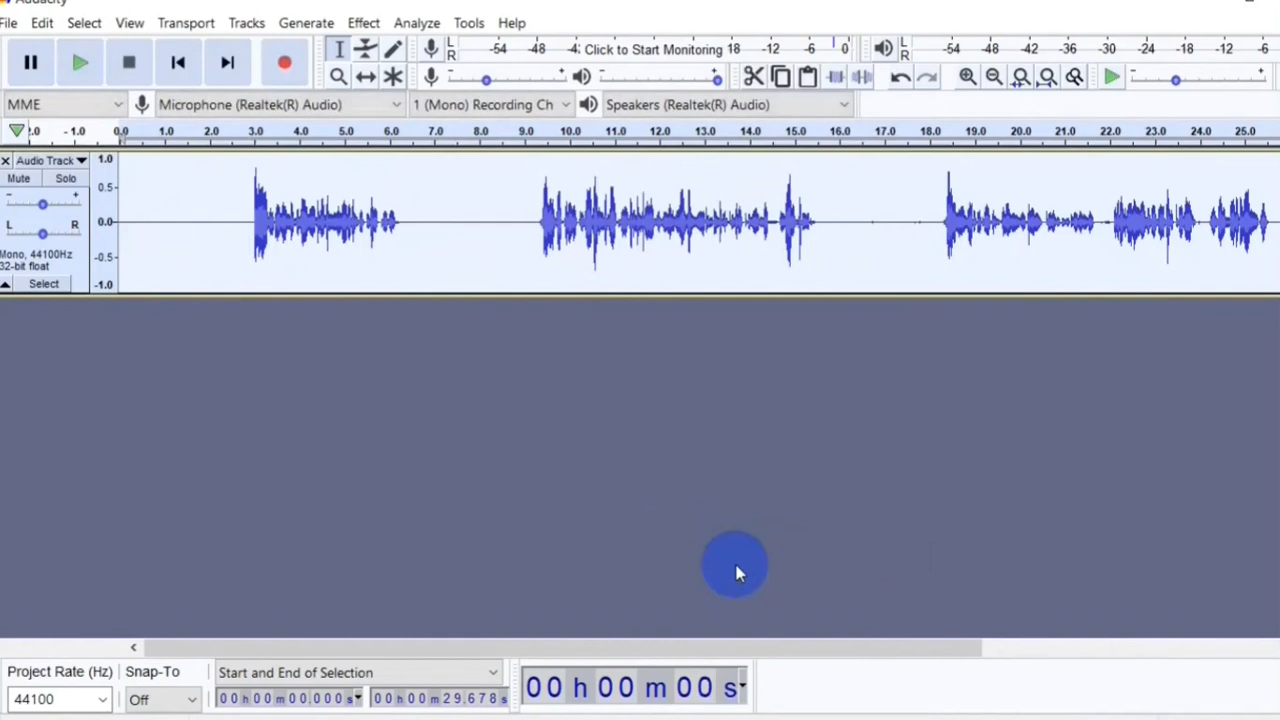 Audacity
File Edit Select View Transport Tracks Generate Effect Analyze Tools Help
L R -54 -48 -4 Click to Start Monitoring 18 -12 -6 0 L R -54 -48 -42 -36 -30 -24 -18 -12 -6
- + - + - +
MME Microphone (Realtek(R) Audio) 1 (Mono) Recording Ch Speakers (Realtek(R) Audio)
2.0 - 1.0 0.0 1.0 2.0 3.0 4.0 5.0 6.0 7.0 8.0 9.0 10.0 11.0 12.0 13.0 14.0 15.0 16.0 17.0 18.0 19.0 20.0 21.0 22.0 23.0 24.0 25.0
Audio Track 1.0
Mute Solo
- + 0.5
L R 0.0
Mono, 44100Hz
32-bit float -0.5
Select -1.0
Project Rate (Hz) Snap-To Start and End of Selection
44100 Off 00 h 00 m 00.000 s 00 h 00 m 29.678 s 00 h 00 m 00 s